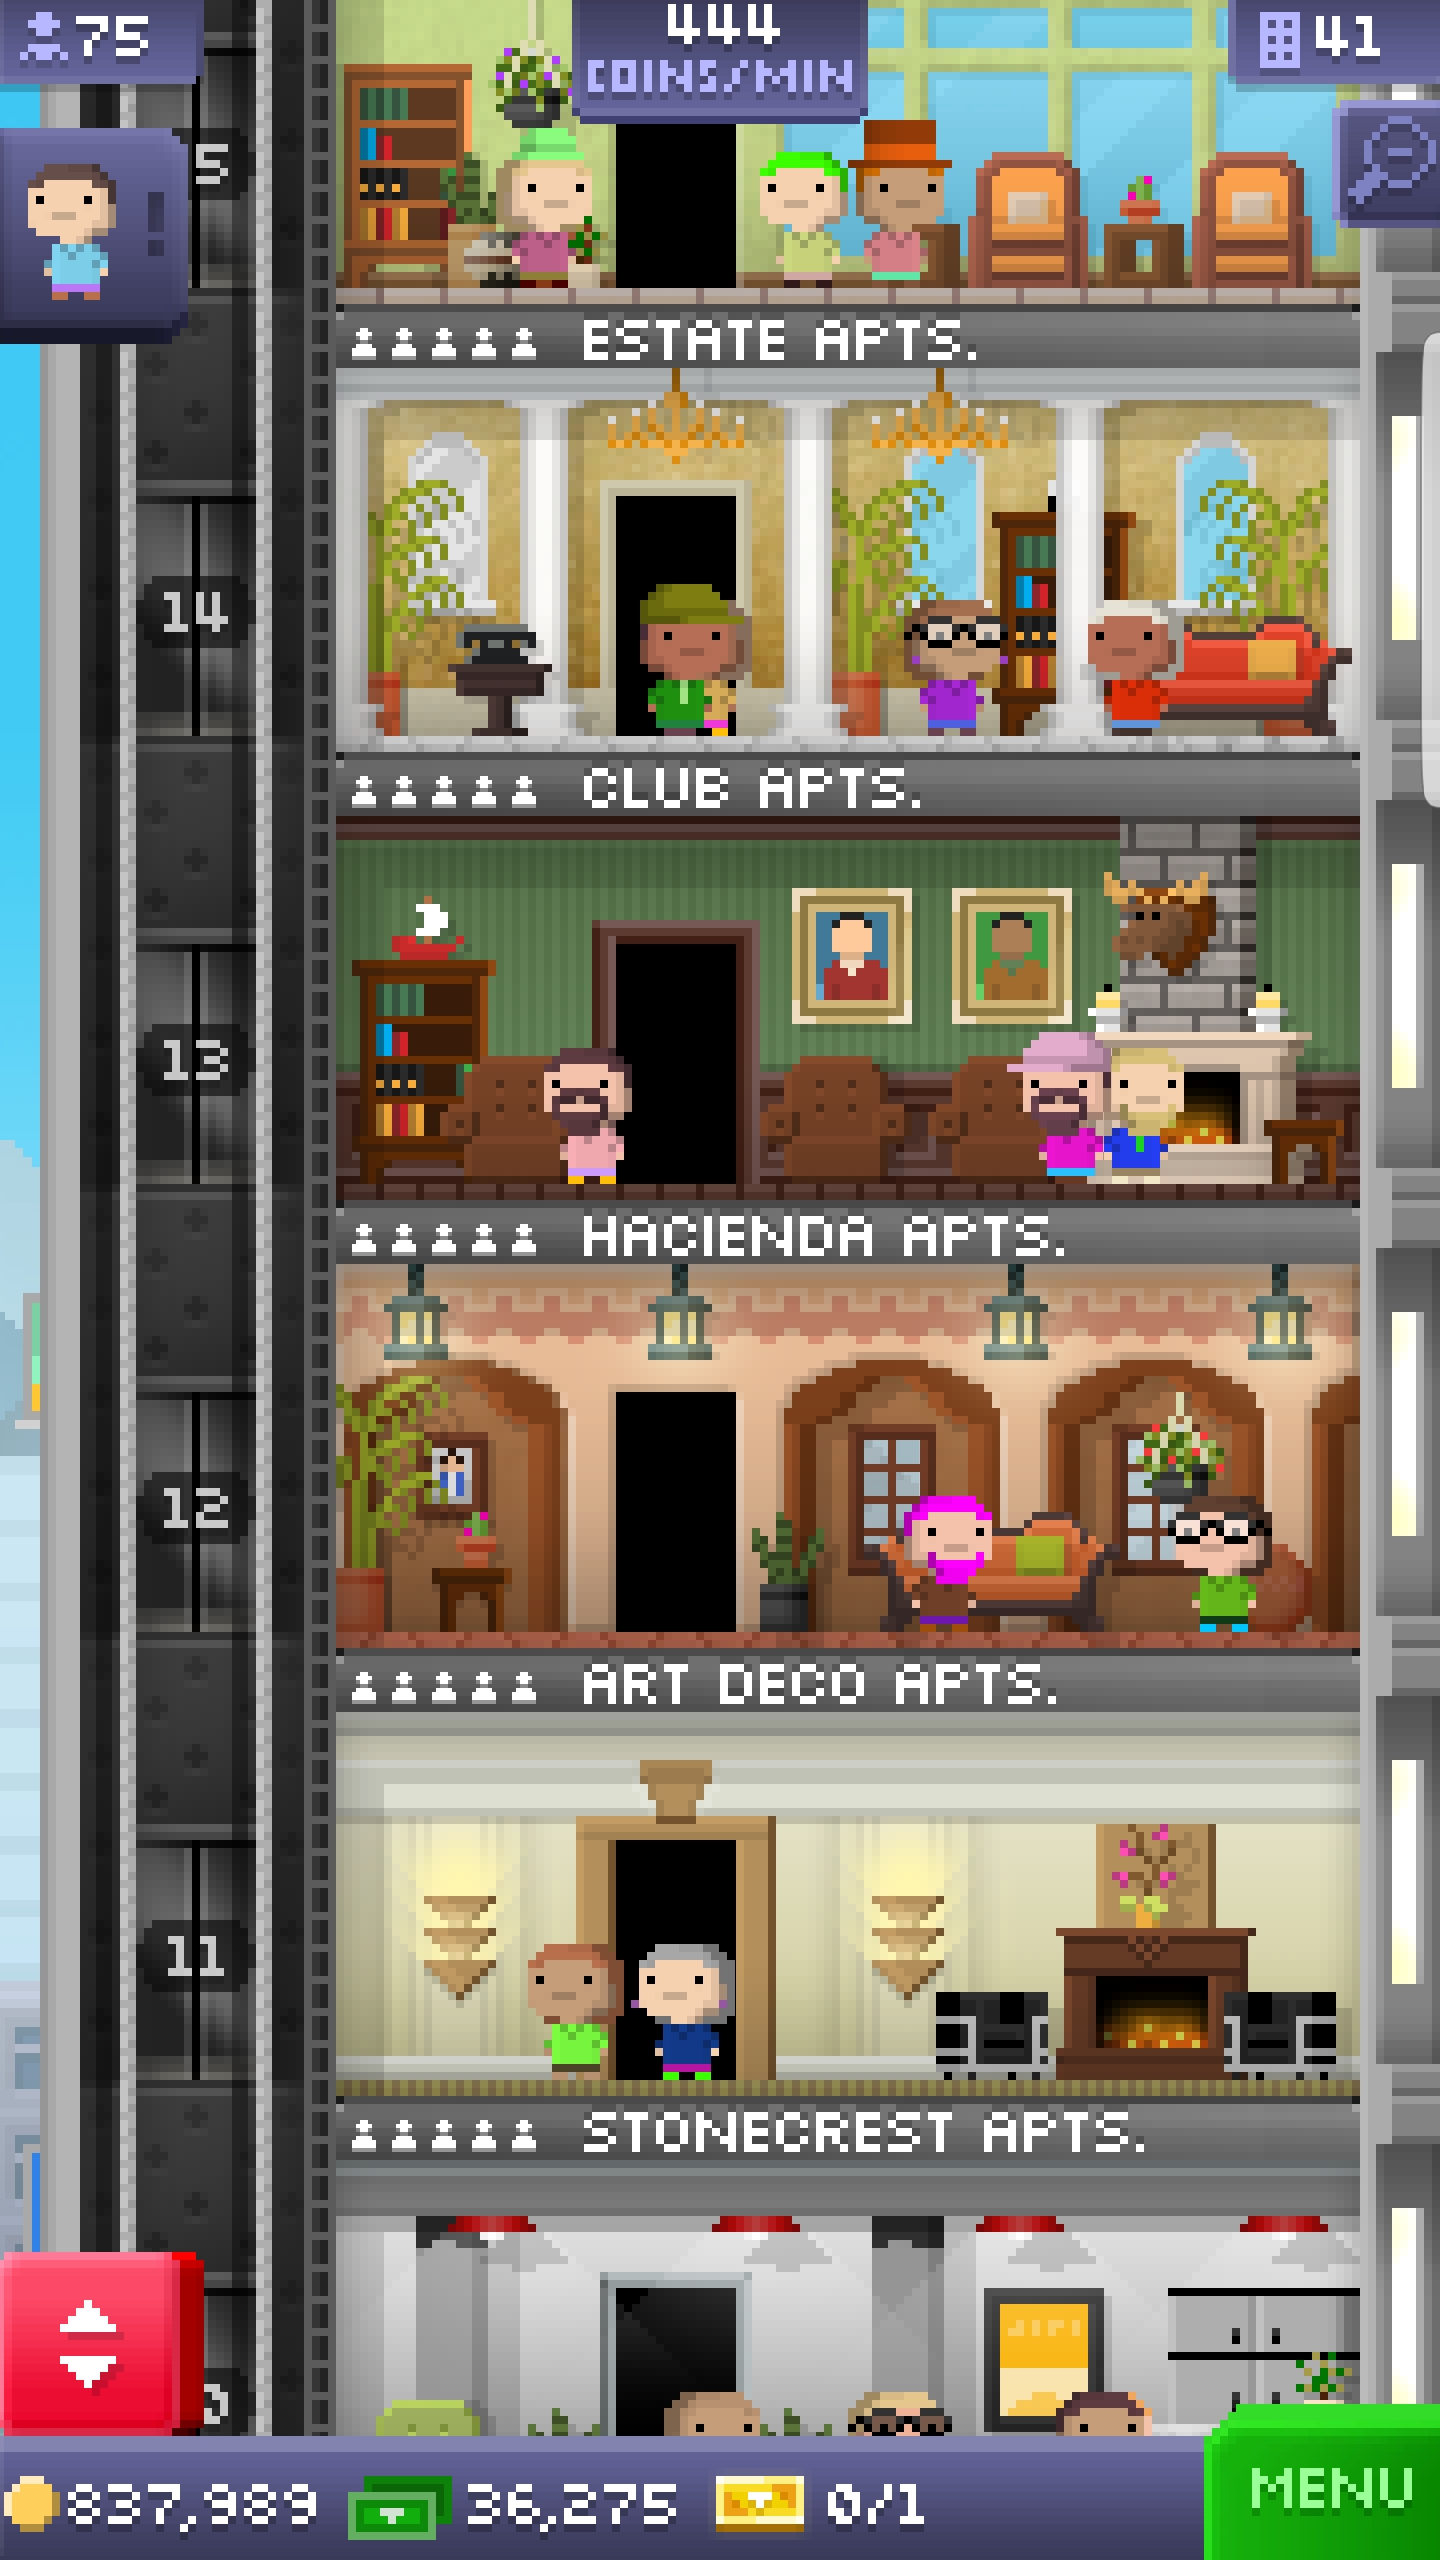 75
444
COINS/MIN
41
5
ESTATE APTS.
14
CLUB APTS.
13
HACIENDA APTS.
12
ART DECO APTS.
11
STONECREST APTS.
0
837,989
36,275
0/1
MENU